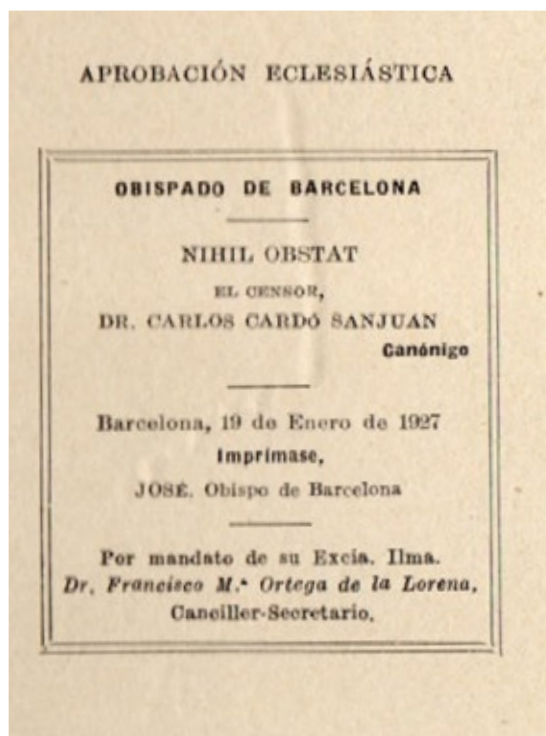 APROBACIÓN ECLESIÁSTICA
OBISPADO DE BARCELONA
NIHIL OBSTAT
EL CENSOR,
DR. CARLOS CARDÓ SANJUAN
Canónigo
Barcelona, 19 de Enero de 1927
Imprímase,
JOSÉ. Obispo de Barcelona
Por mandato de su Excia. Ilma.
Dr. Francisco M.ª Ortega de la Lorena,
Canciller-Secretario.